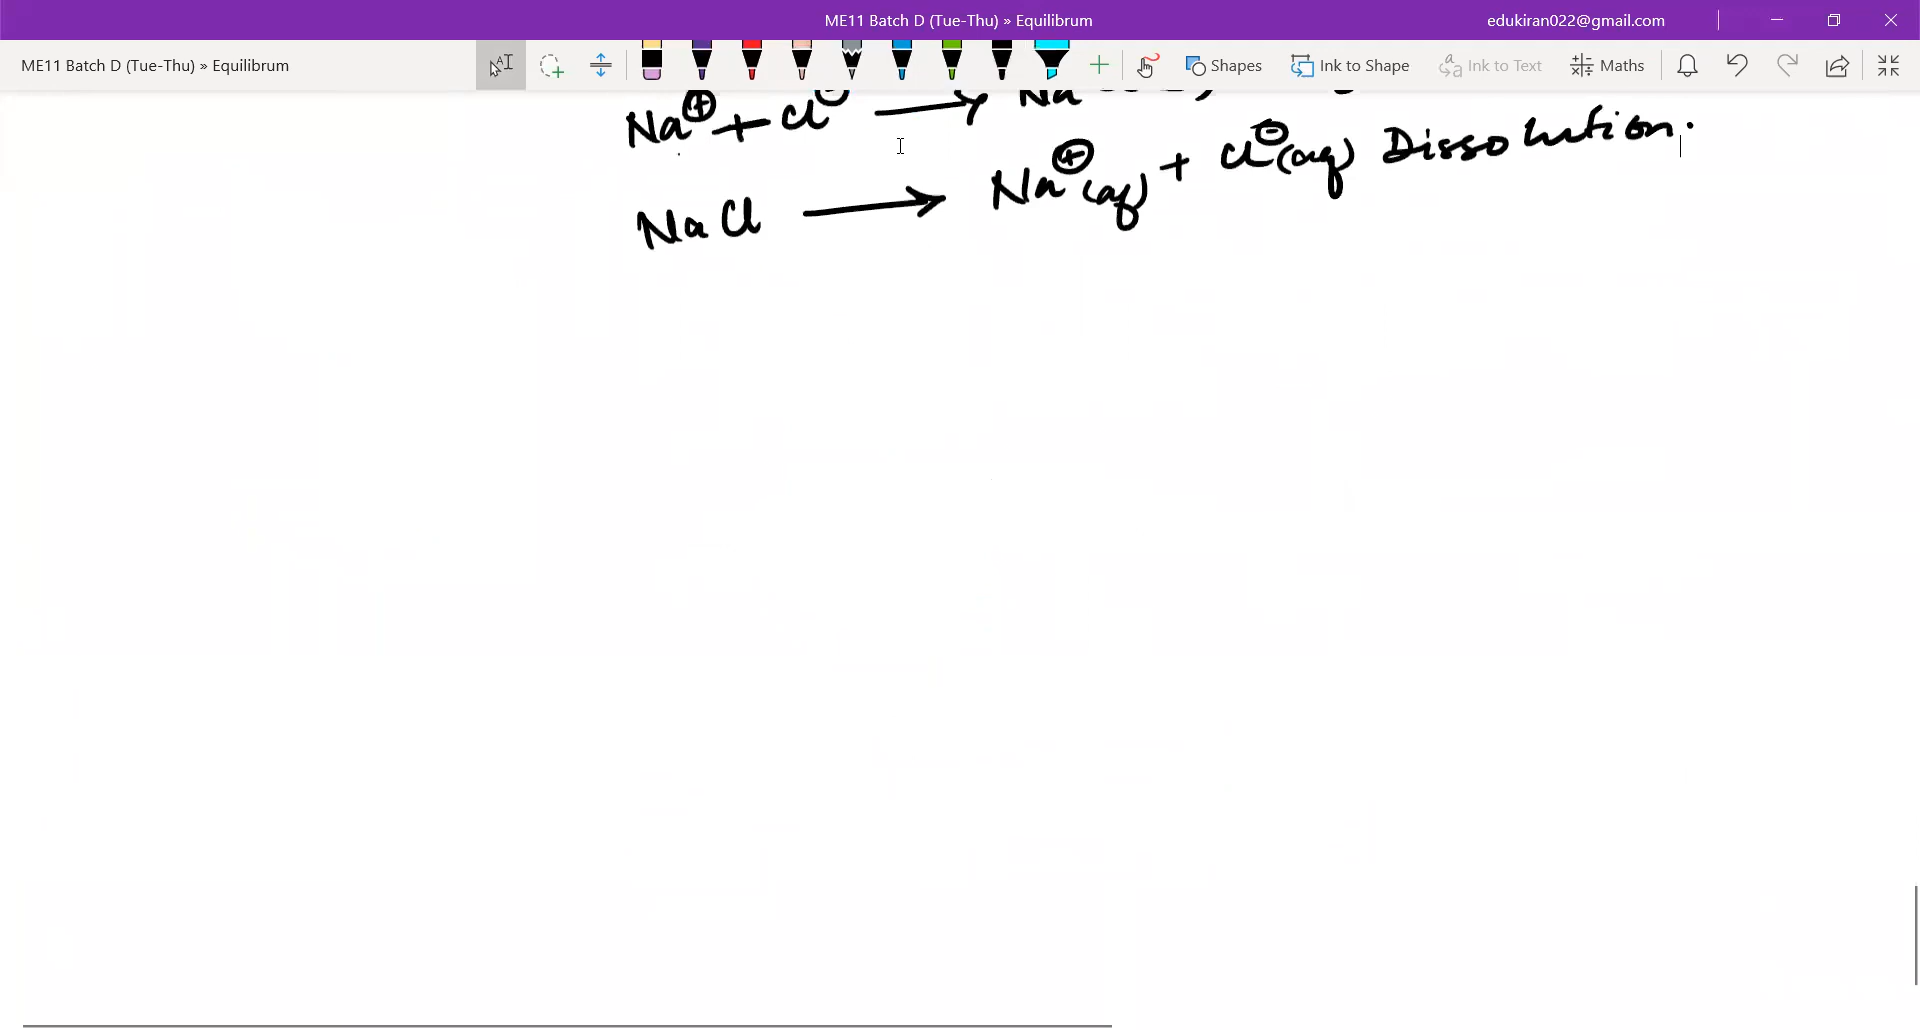 ME11 Batch D (Tue-Thu) » Equilibrum
edukiran022@gmail.com
ME11 Batch D (Tue-Thu) » Equilibrum
Shapes
Ink to Shape
Ink to Text
Maths
Na⊕ + Cl⊖ ⟶ Na
NaCl ⟶ Na⊕(aq) + Cl⊖(aq) Dissolution.